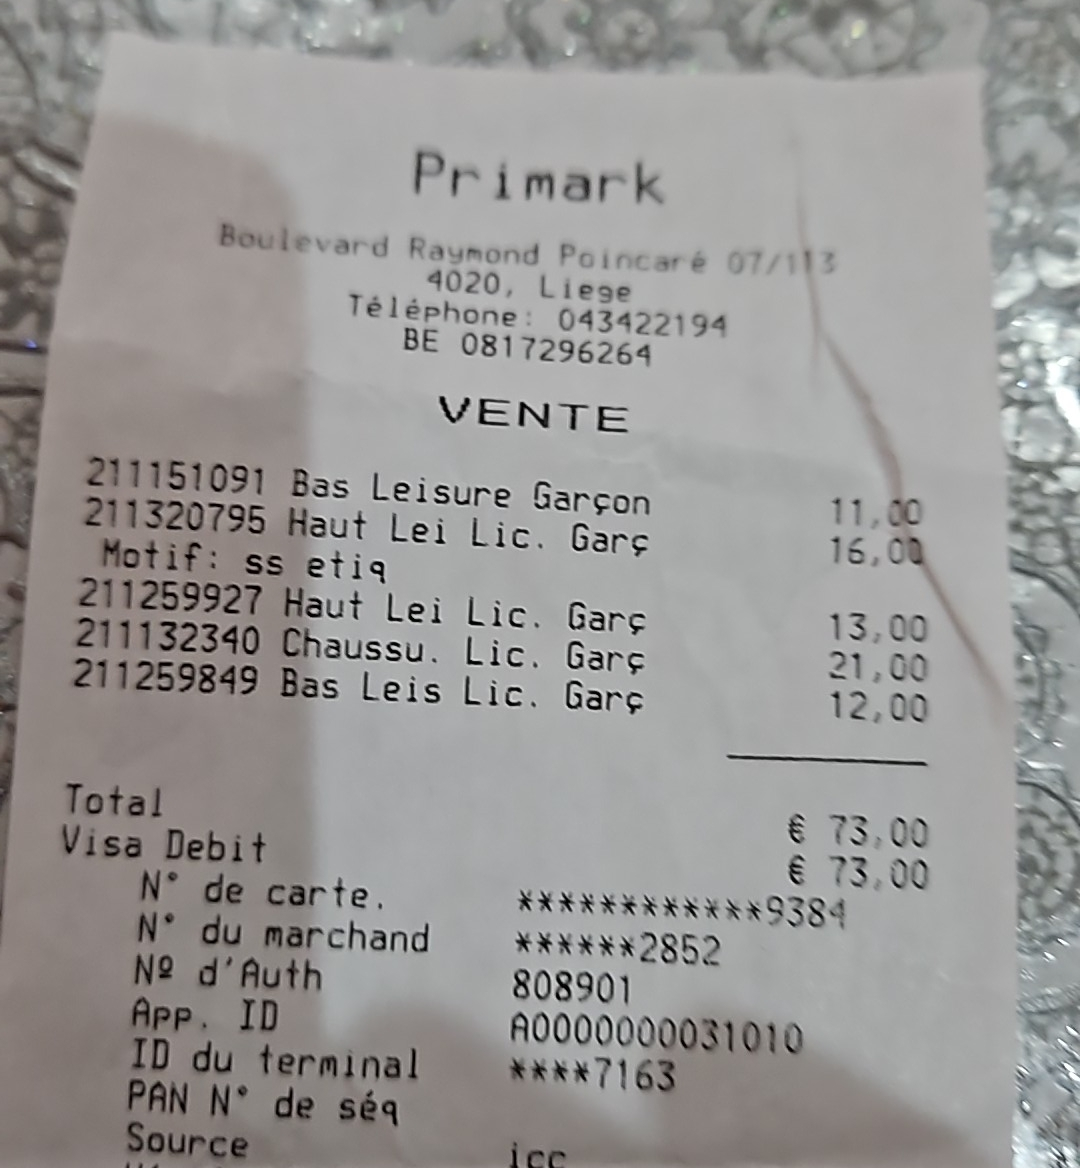 Primark
Boulevard Raymond Poincaré 07/113
4020, Liege
Téléphone: 043422194
BE 0817296264
VENTE
211151091 Bas Leisure Garçon 11,00
211320795 Haut Lei Lic. Garç 16,00
Motif: ss etiq
211259927 Haut Lei Lic. Garç 13,00
211132340 Chaussu. Lic. Garç 21,00
211259849 Bas Leis Lic. Garç 12,00
Total € 73,00
Visa Debit € 73,00
N° de carte. ************9384
N° du marchand ******2852
Nº d'Auth 808901
App. ID A0000000031010
ID du terminal ****7163
PAN N° de séq
Source icc